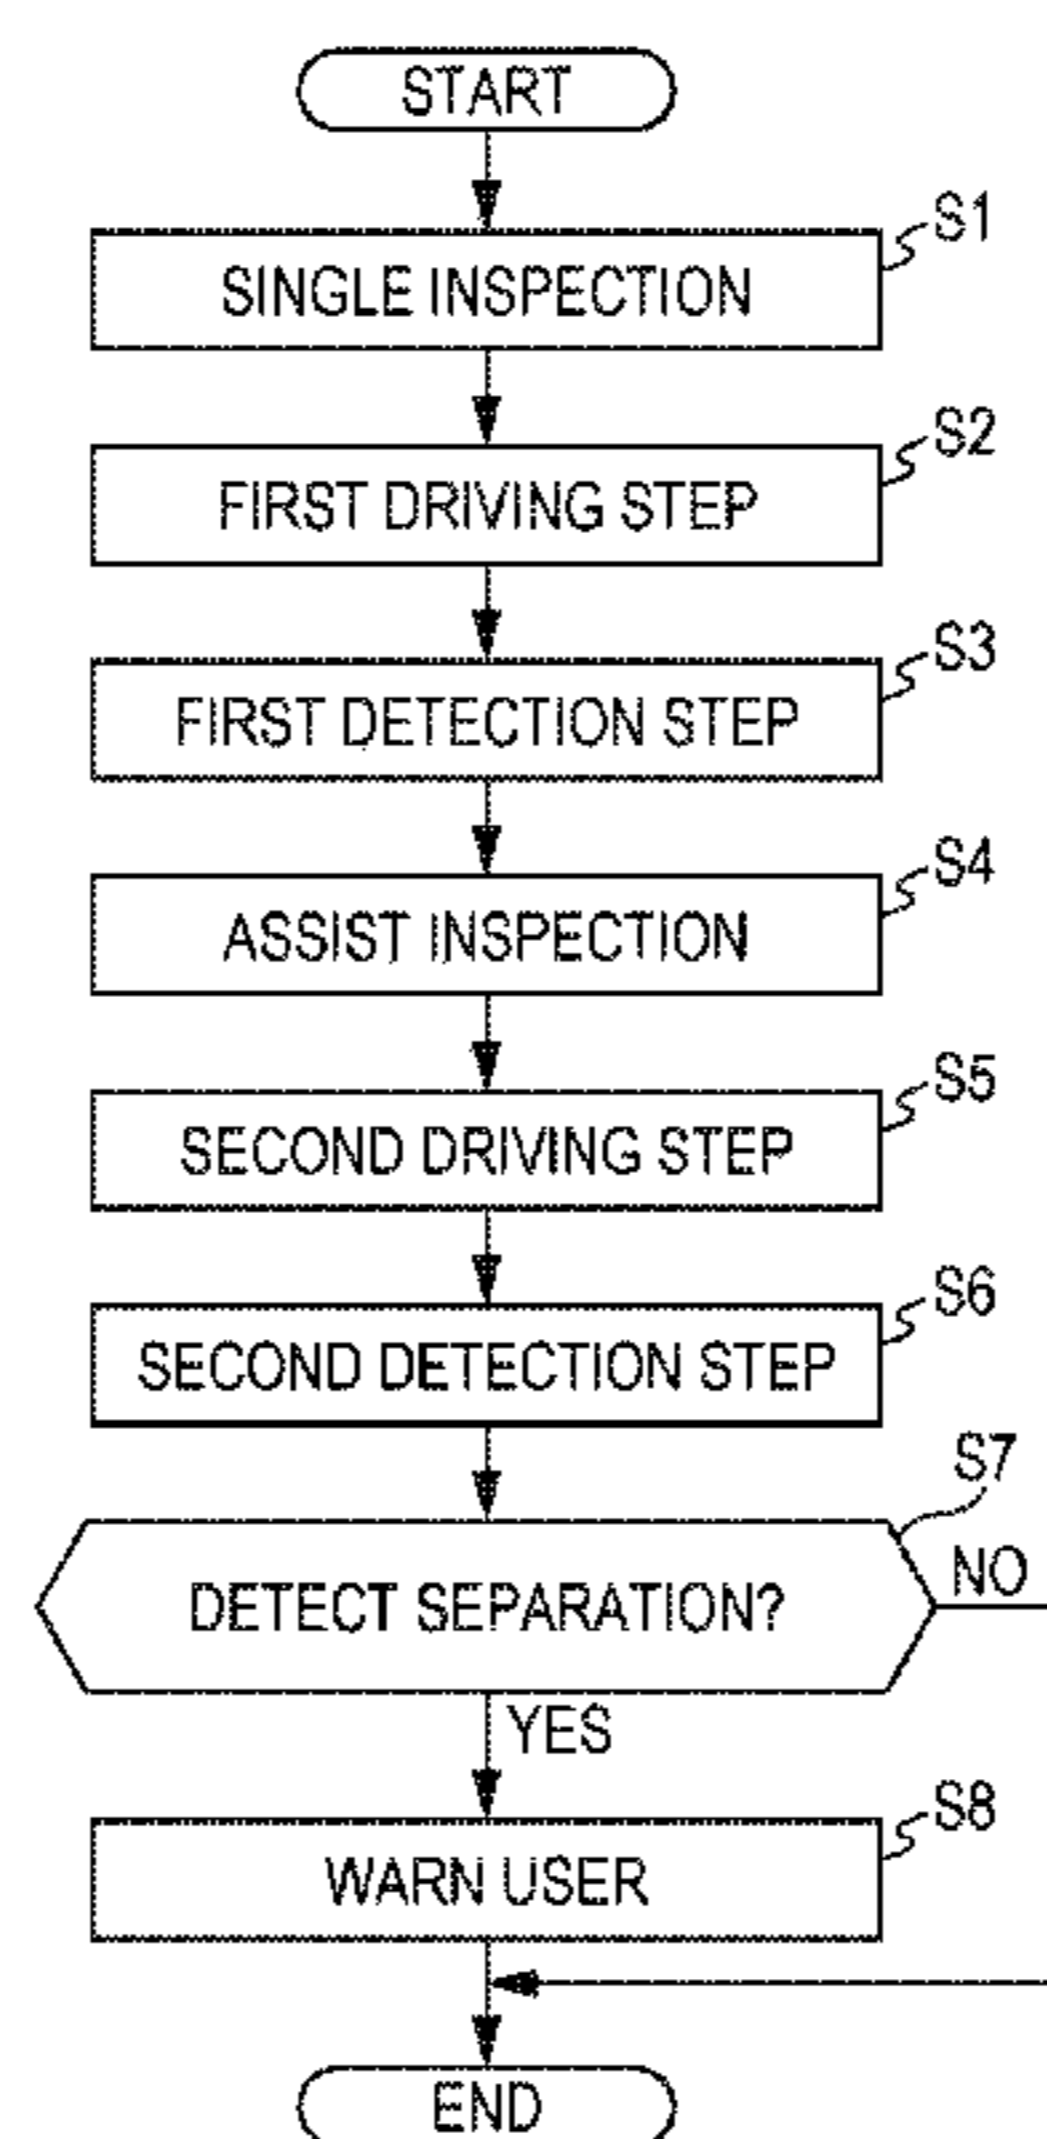 START
S1
SINGLE INSPECTION
S2
FIRST DRIVING STEP
S3
FIRST DETECTION STEP
S4
ASSIST INSPECTION
S5
SECOND DRIVING STEP
S6
SECOND DETECTION STEP
S7
DETECT SEPARATION?
NO
YES
S8
WARN USER
END